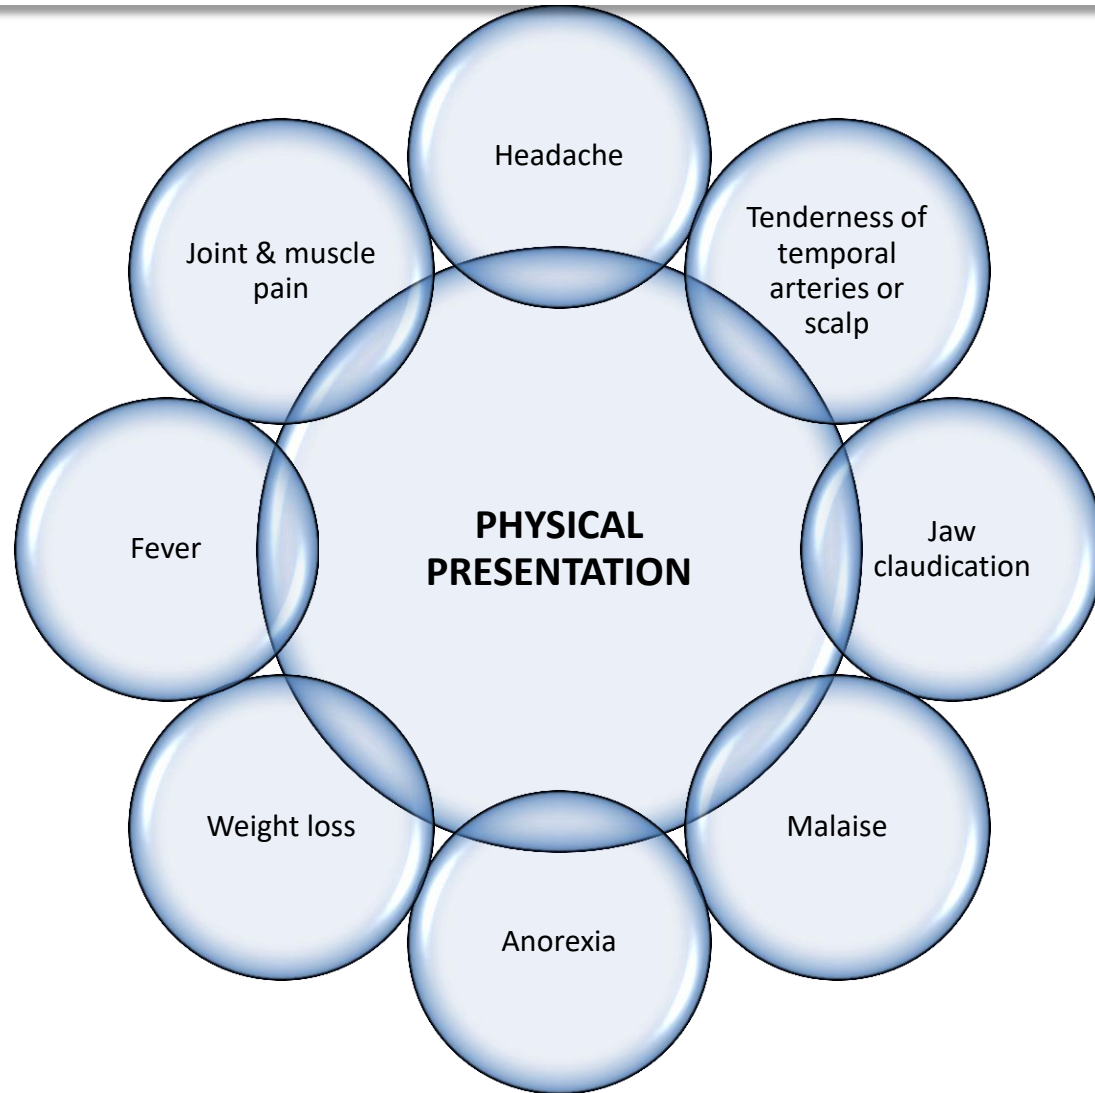 Headache
Tenderness of
temporal
arteries or
scalp
Jaw
claudication
Malaise
Anorexia
Weight loss
Fever
Joint & muscle
pain
PHYSICAL
PRESENTATION